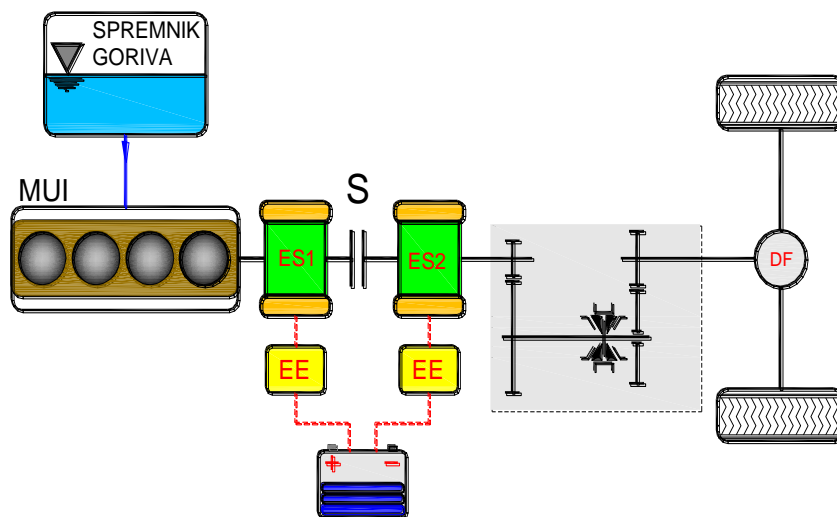 SPREMNIK
GORIVA
MUI
S
ES1
ES2
DF
EE
EE
+
−